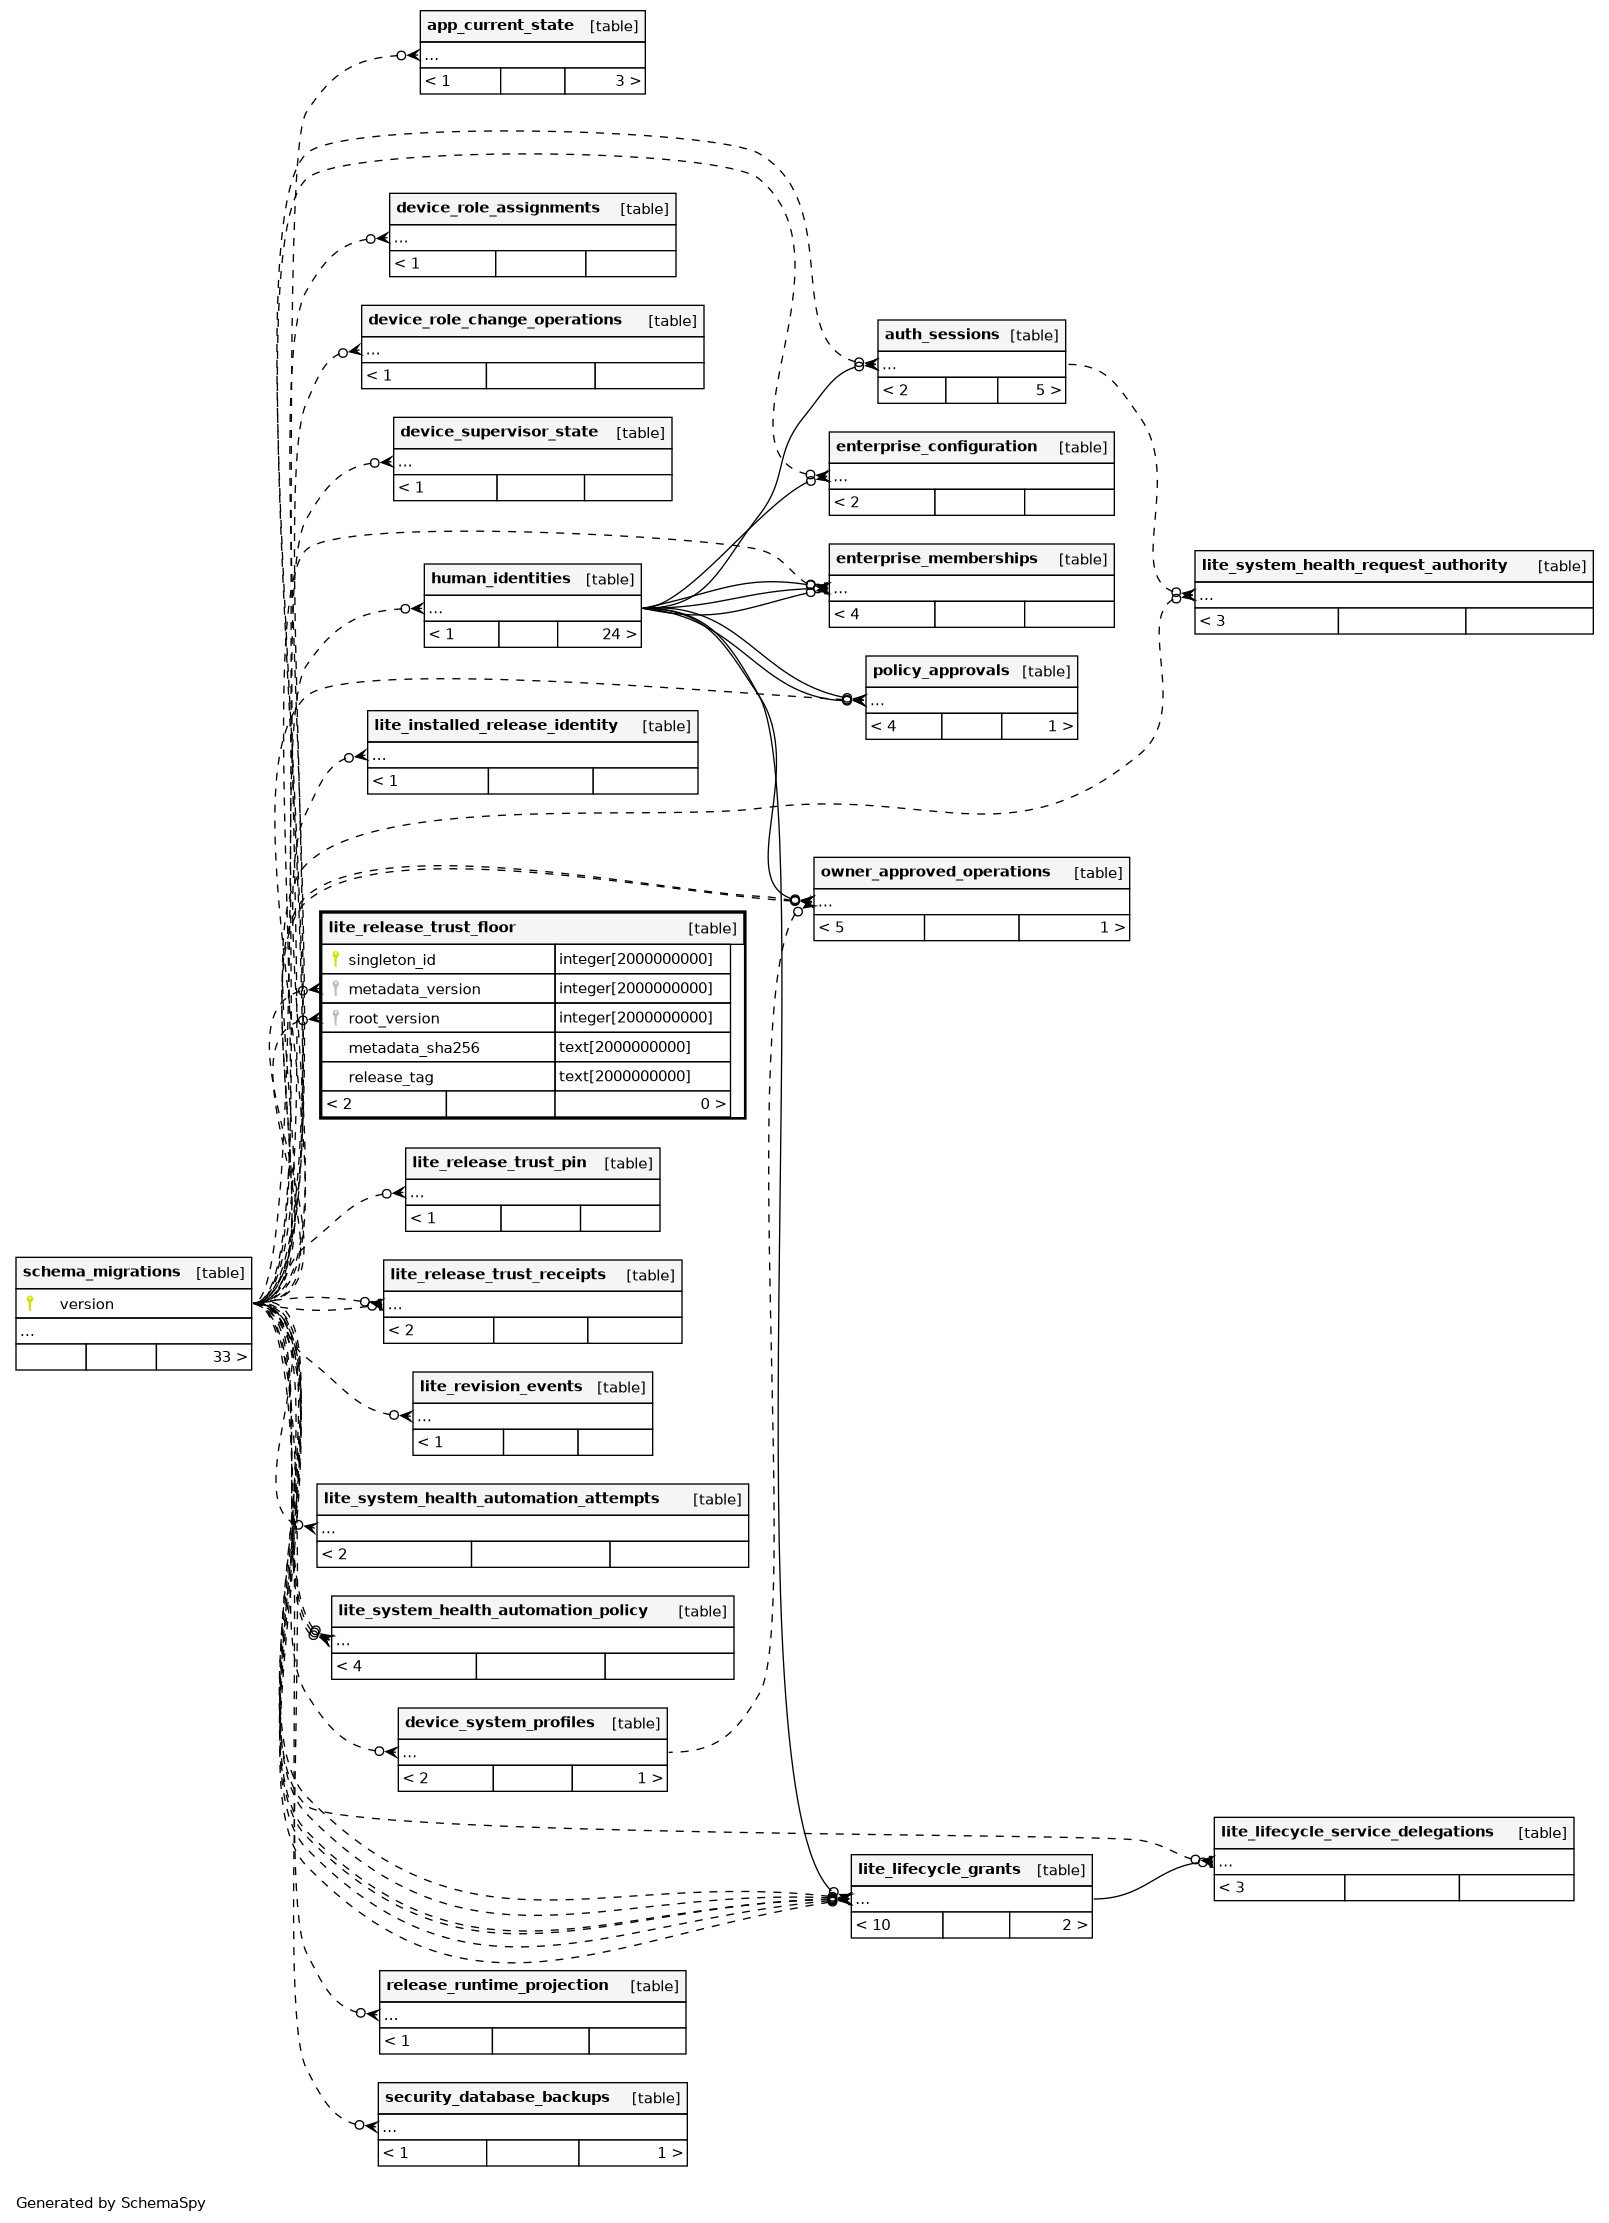 app_current_state [table]
...
< 1 3 >
device_role_assignments [table]
...
< 1
device_role_change_operations [table]
...
< 1
auth_sessions [table]
...
< 2 5 >
device_supervisor_state [table]
...
< 1
enterprise_configuration [table]
...
< 2
human_identities [table]
...
< 1 24 >
enterprise_memberships [table]
...
< 4
lite_system_health_request_authority [table]
...
< 3
policy_approvals [table]
...
< 4 1 >
lite_installed_release_identity [table]
...
< 1
owner_approved_operations [table]
...
< 5 1 >
lite_release_trust_floor [table]
singleton_id integer[2000000000]
metadata_version integer[2000000000]
root_version integer[2000000000]
metadata_sha256 text[2000000000]
release_tag text[2000000000]
< 2 0 >
lite_release_trust_pin [table]
...
< 1
schema_migrations [table]
version
...
33 >
lite_release_trust_receipts [table]
...
< 2
lite_revision_events [table]
...
< 1
lite_system_health_automation_attempts [table]
...
< 2
lite_system_health_automation_policy [table]
...
< 4
device_system_profiles [table]
...
< 2 1 >
lite_lifecycle_service_delegations [table]
...
< 3
lite_lifecycle_grants [table]
...
< 10 2 >
release_runtime_projection [table]
...
< 1
security_database_backups [table]
...
< 1 1 >
Generated by SchemaSpy